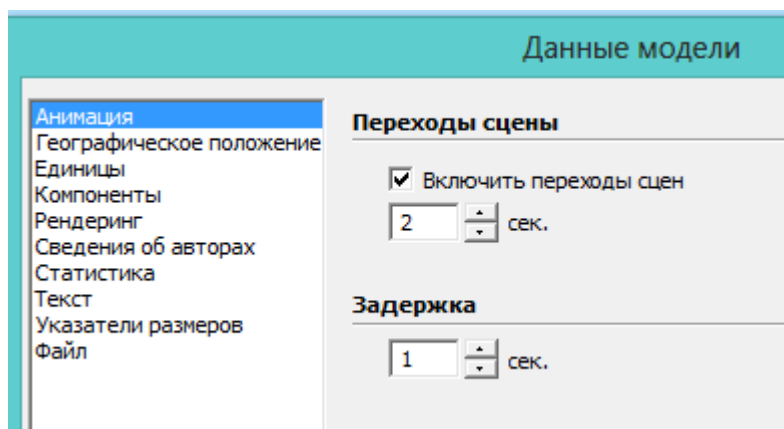 Данные модели
Анимация
Географическое положение
Единицы
Компоненты
Рендеринг
Сведения об авторах
Статистика
Текст
Указатели размеров
Файл
Переходы сцены
Включить переходы сцен
2 сек.
Задержка
1 сек.